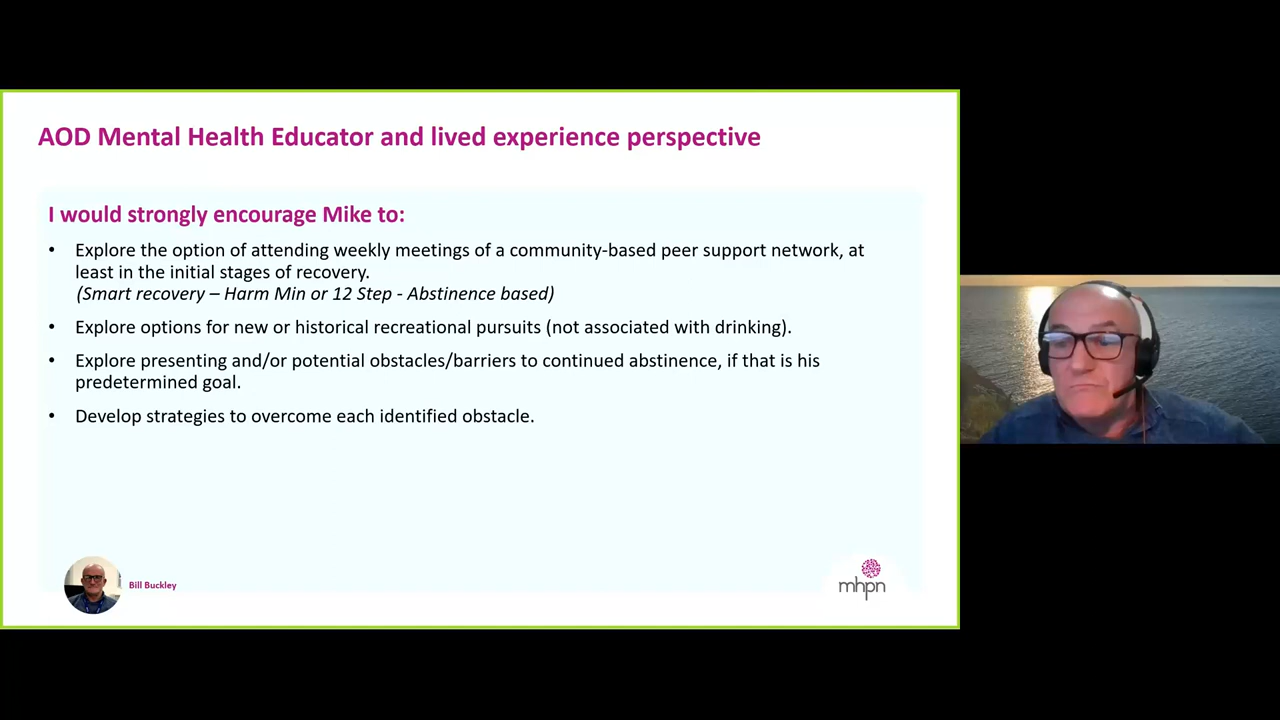 AOD Mental Health Educator and lived experience perspective
I would strongly encourage Mike to:
• Explore the option of attending weekly meetings of a community-based peer support network, at
least in the initial stages of recovery.
(Smart recovery – Harm Min or 12 Step - Abstinence based)
• Explore options for new or historical recreational pursuits (not associated with drinking).
• Explore presenting and/or potential obstacles/barriers to continued abstinence, if that is his
predetermined goal.
• Develop strategies to overcome each identified obstacle.
Bill Buckley
mhpn